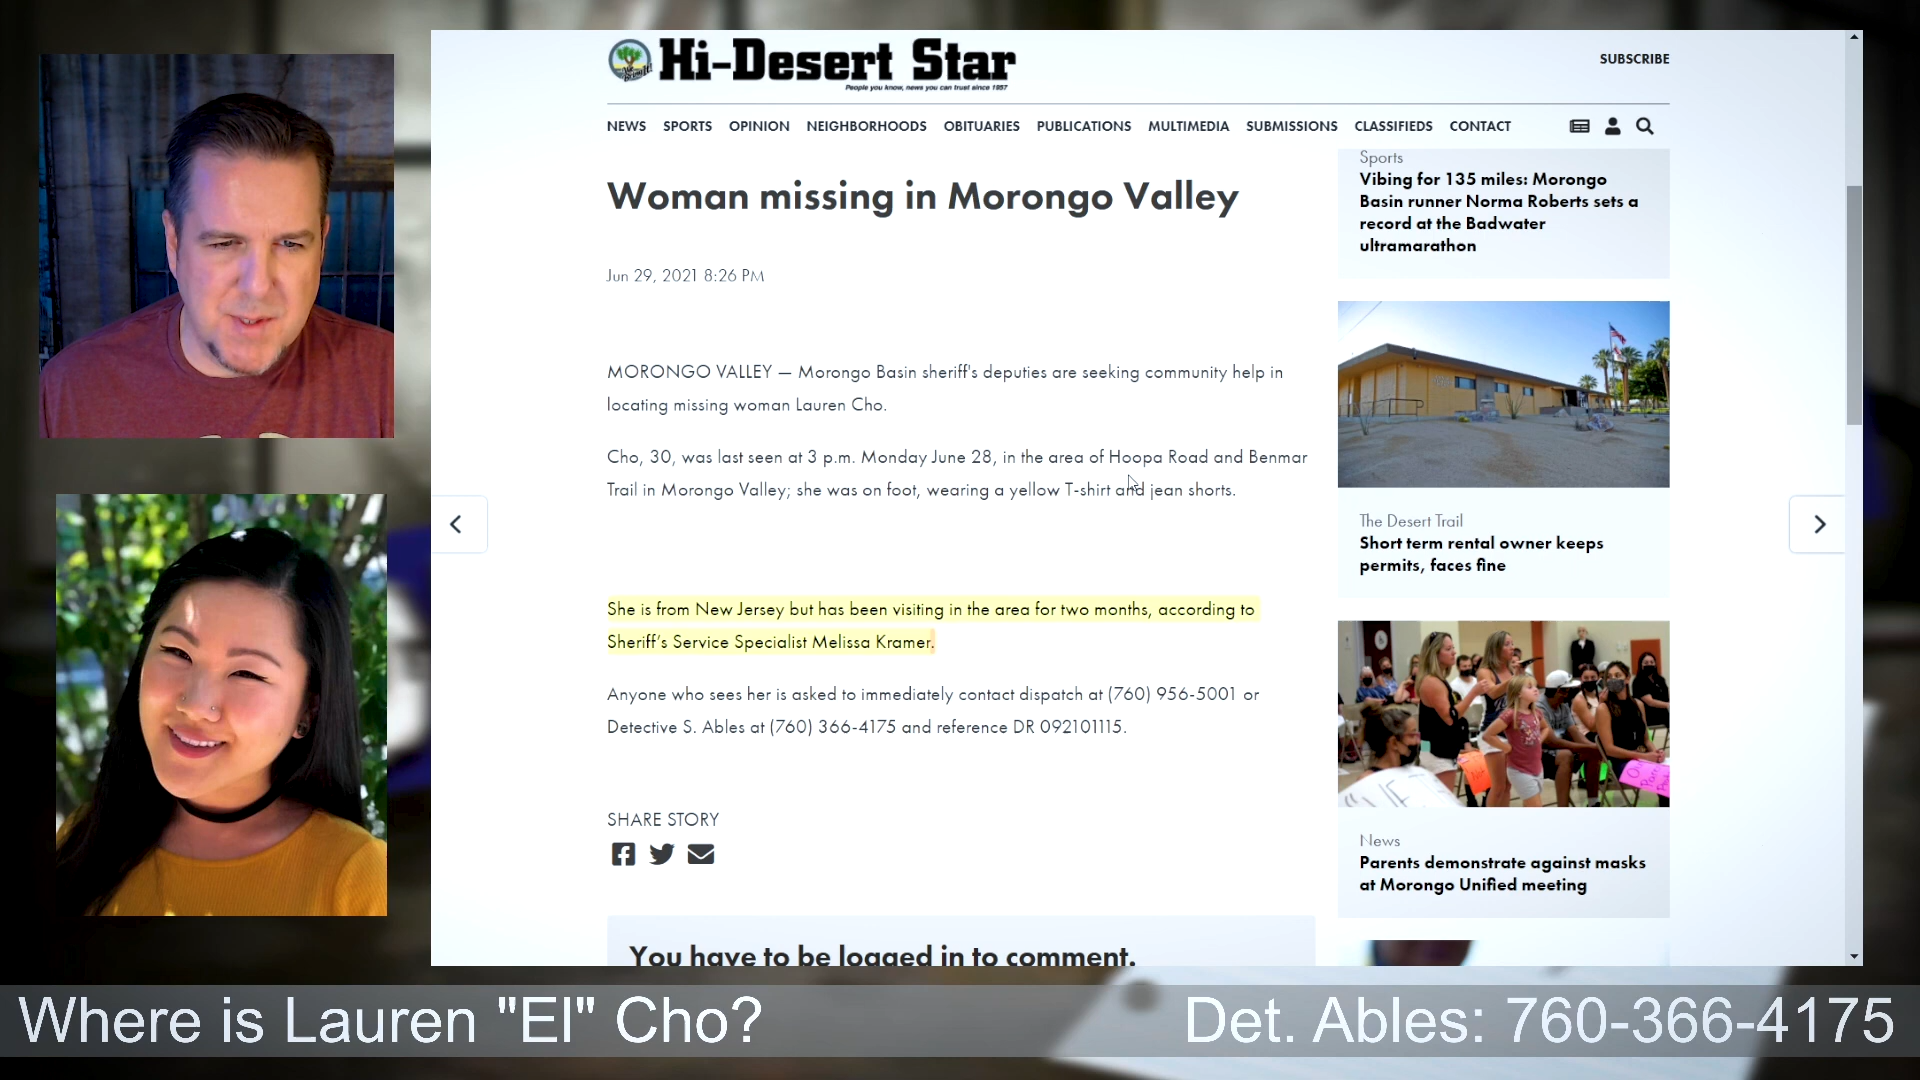 Hi-Desert Star
People you know, news you can trust since 1957
SUBSCRIBE
NEWS SPORTS OPINION NEIGHBORHOODS OBITUARIES PUBLICATIONS MULTIMEDIA SUBMISSIONS CLASSIFIEDS CONTACT
Woman missing in Morongo Valley
Jun 29, 2021 8:26 PM
MORONGO VALLEY — Morongo Basin sheriff's deputies are seeking community help in
locating missing woman Lauren Cho.
Cho, 30, was last seen at 3 p.m. Monday June 28, in the area of Hoopa Road and Benmar
Trail in Morongo Valley; she was on foot, wearing a yellow T-shirt and jean shorts.
She is from New Jersey but has been visiting in the area for two months, according to
Sheriff's Service Specialist Melissa Kramer.
Anyone who sees her is asked to immediately contact dispatch at (760) 956-5001 or
Detective S. Ables at (760) 366-4175 and reference DR 092101115.
SHARE STORY
You have to be logged in to comment.
Sports
Vibing for 135 miles: Morongo
Basin runner Norma Roberts sets a
record at the Badwater
ultramarathon
The Desert Trail
Short term rental owner keeps
permits, faces fine
News
Parents demonstrate against masks
at Morongo Unified meeting
Where is Lauren "El" Cho?
Det. Ables: 760-366-4175